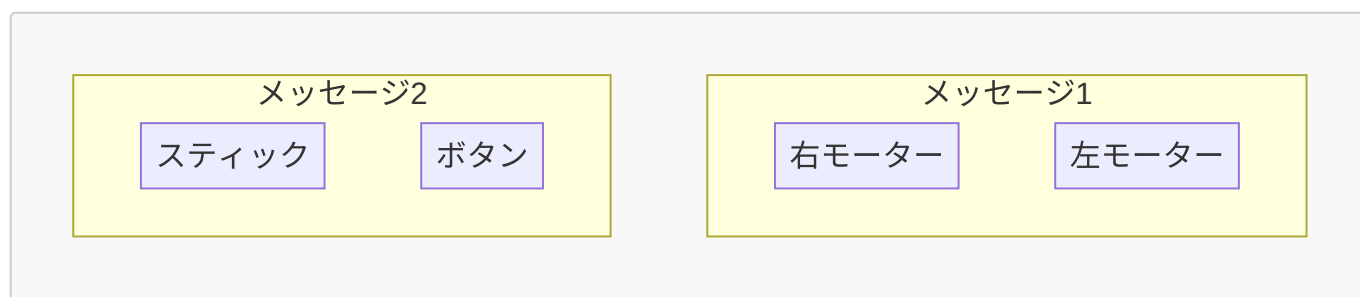 メッセージ2
スティック
ボタン
メッセージ1
右モーター
左モーター